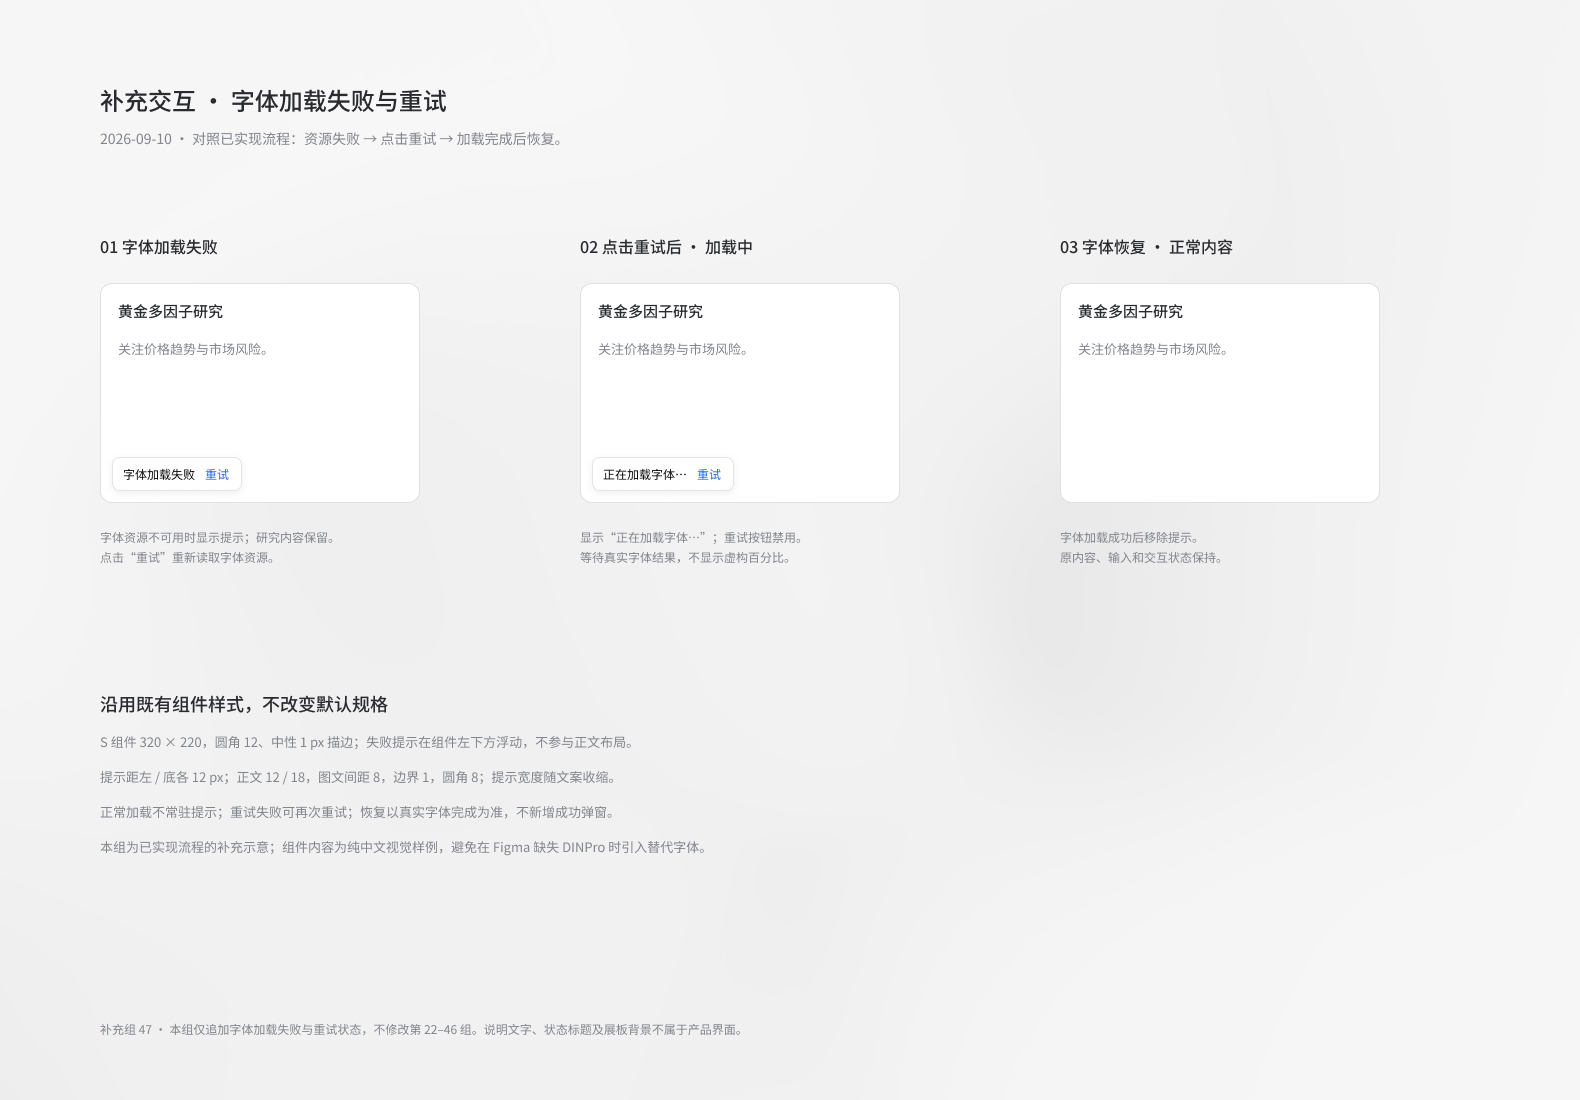 补充交互 · 字体加载失败与重试
2026-09-10 · 对照已实现流程：资源失败 → 点击重试 → 加载完成后恢复。
01 字体加载失败
黄金多因子研究
关注价格趋势与市场风险。
字体加载失败 重试
字体资源不可用时显示提示；研究内容保留。
点击“重试”重新读取字体资源。
02 点击重试后 · 加载中
黄金多因子研究
关注价格趋势与市场风险。
正在加载字体… 重试
显示“正在加载字体…”；重试按钮禁用。
等待真实字体结果，不显示虚构百分比。
03 字体恢复 · 正常内容
黄金多因子研究
关注价格趋势与市场风险。
字体加载成功后移除提示。
原内容、输入和交互状态保持。
沿用既有组件样式，不改变默认规格
S 组件 320 × 220，圆角 12、中性 1 px 描边；失败提示在组件左下方浮动，不参与正文布局。
提示距左 / 底各 12 px；正文 12 / 18，图文间距 8，边界 1，圆角 8；提示宽度随文案收缩。
正常加载不常驻提示；重试失败可再次重试；恢复以真实字体完成为准，不新增成功弹窗。
本组为已实现流程的补充示意；组件内容为纯中文视觉样例，避免在 Figma 缺失 DINPro 时引入替代字体。
补充组 47 · 本组仅追加字体加载失败与重试状态，不修改第 22–46 组。说明文字、状态标题及展板背景不属于产品界面。